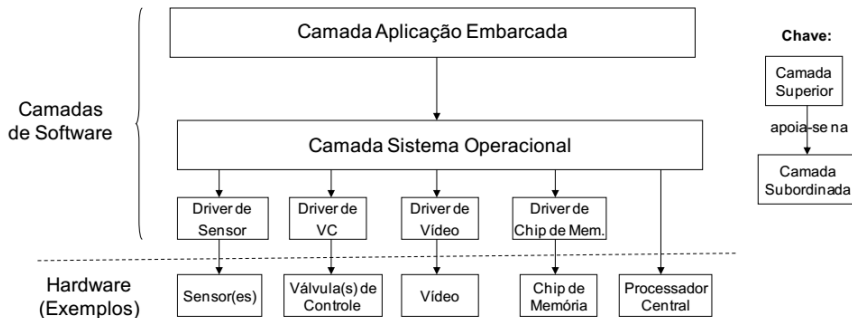 Camada Aplicação Embarcada
Chave:
Camada
Superior
apoia-se na
Camada
Subordinada
Camadas
de Software
Camada Sistema Operacional
Driver de
Sensor
Driver de
VC
Driver de
Vídeo
Driver de
Chip de Mem.
Hardware
(Exemplos)
Sensor(es)
Válvula(s) de
Controle
Vídeo
Chip de
Memória
Processador
Central